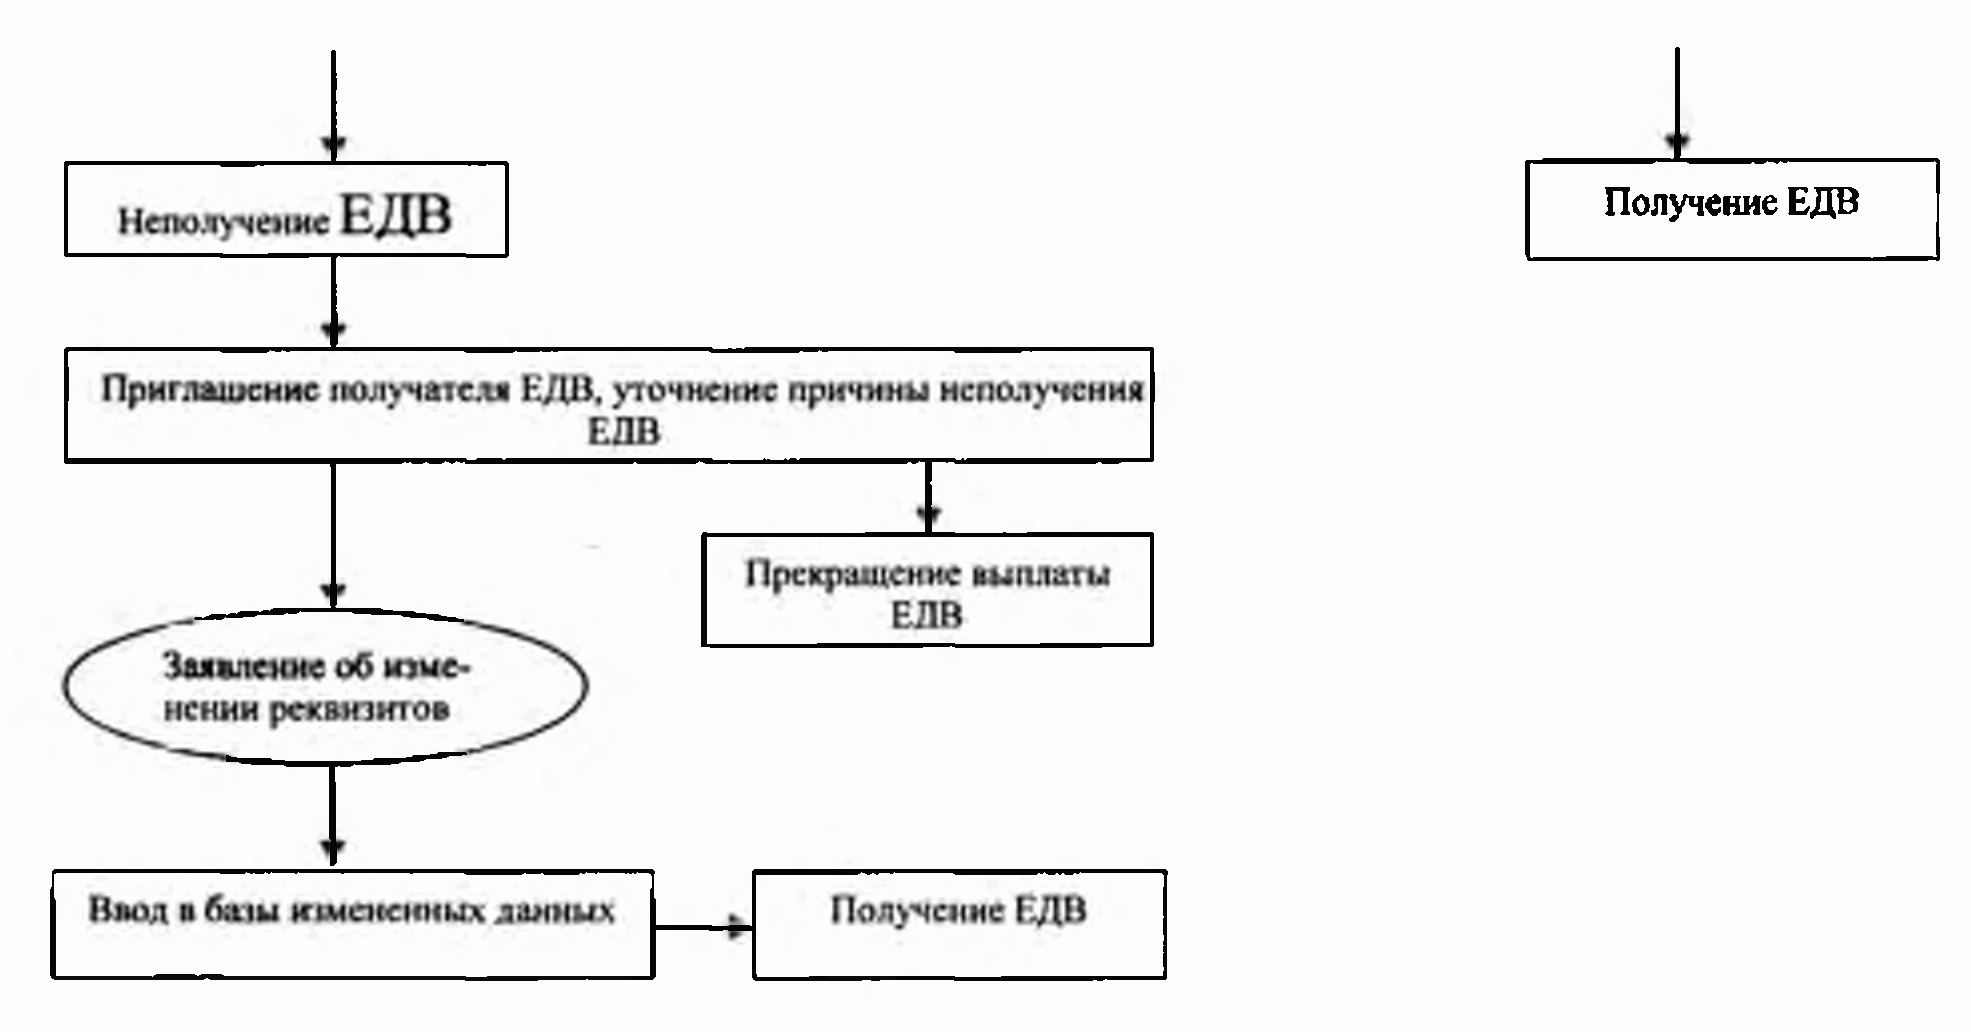 Неполучение ЕДВ
Получение ЕДВ
Приглашение получателя ЕДВ, уточнение причины неполучения
ЕДВ
Прекращение выплаты
ЕДВ
Заявление об изме-
нении реквизитов
Ввод в базы измененных данных
Получение ЕДВ